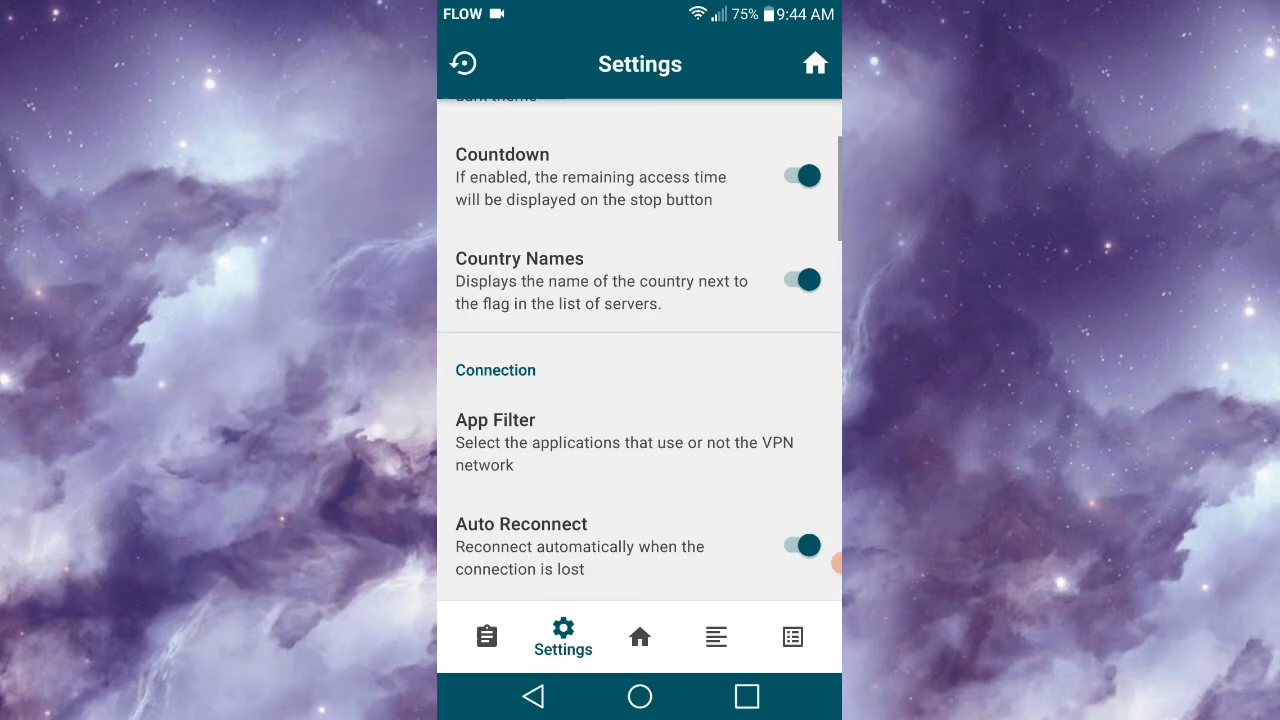 FLOW 75% 9:44 AM
Settings
dark theme
Countdown
If enabled, the remaining access time
will be displayed on the stop button
Country Names
Displays the name of the country next to
the flag in the list of servers.
Connection
App Filter
Select the applications that use or not the VPN
network
Auto Reconnect
Reconnect automatically when the
connection is lost
Settings